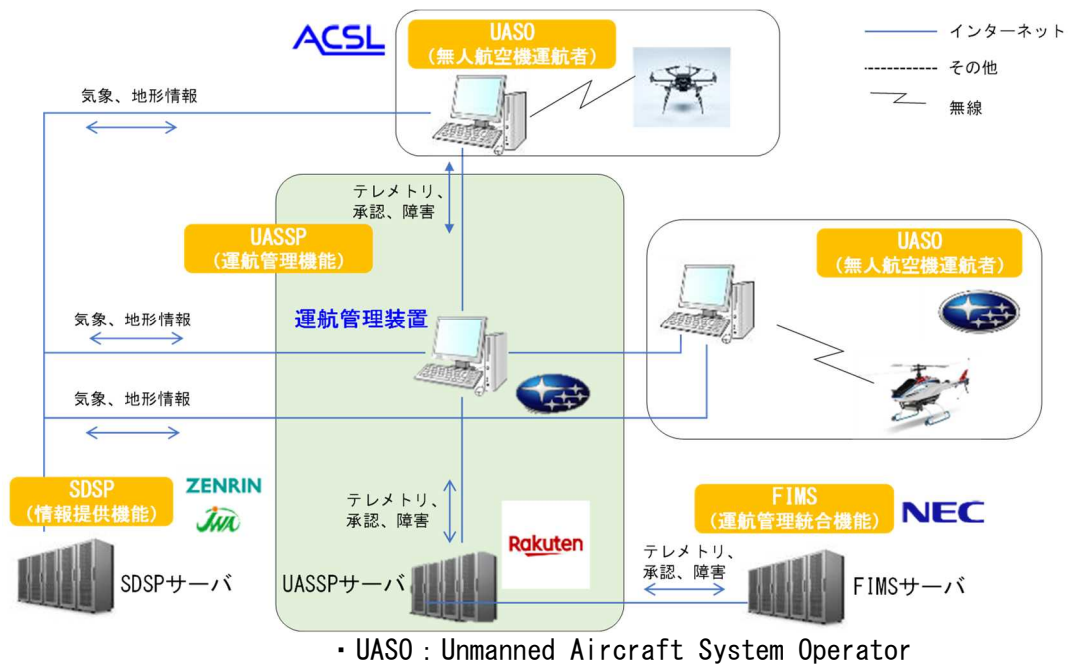 ACSL
UASO
(無人航空機運航者)
インターネット
その他
無線
気象、地形情報
テレメトリ、
承認、障害
UASSP
(運航管理機能)
UASO
(無人航空機運航者)
気象、地形情報
運航管理装置
気象、地形情報
SDSP
(情報提供機能)
ZENRIN
JWA
テレメトリ、
承認、障害
Rakuten
FIMS
(運航管理統合機能)
NEC
テレメトリ、
承認、障害
SDSPサーバ
UASSPサーバ
FIMSサーバ
・UASO：Unmanned Aircraft System Operator